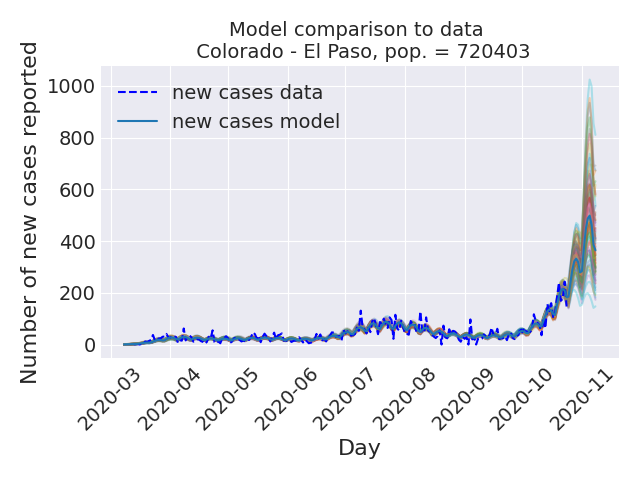 Model comparison to data
Colorado - El Paso, pop. = 720403
Number of new cases reported
1000
800
600
400
200
0
new cases data
new cases model
2020-03
2020-04
2020-05
2020-06
2020-07
2020-08
2020-09
2020-10
2020-11
Day